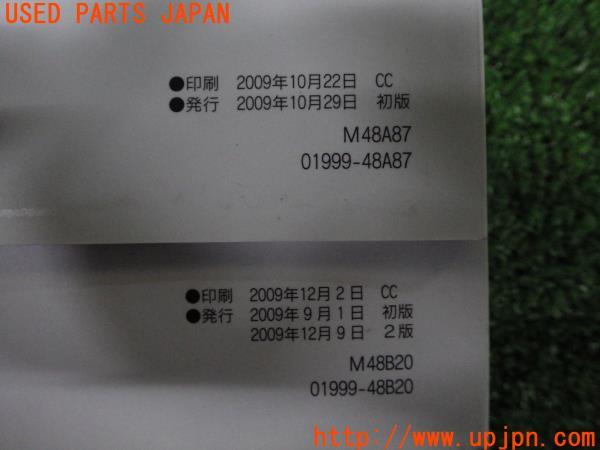 USED PARTS JAPAN
●印刷 2009年10月22日 CC
●発行 2009年10月29日 初版
M48A87
01999-48A87
●印刷 2009年12月2日 CC
●発行 2009年9月1日 初版
2009年12月9日 2版
M48B20
01999-48B20
http://www.upjpn.com/